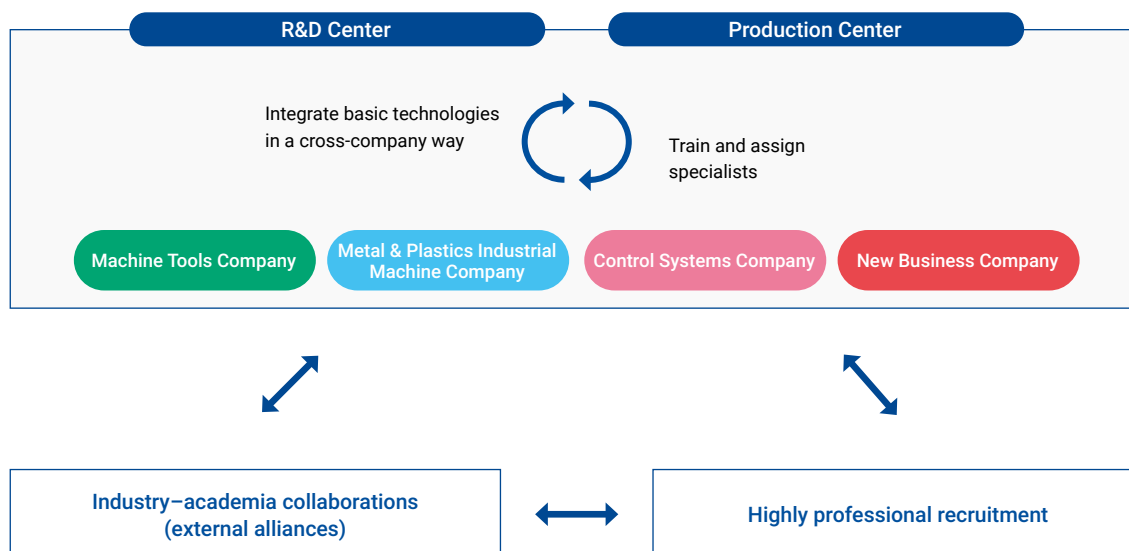 R&D Center
Production Center
Integrate basic technologies
in a cross-company way
Train and assign
specialists
Machine Tools Company
Metal & Plastics Industrial
Machine Company
Control Systems Company
New Business Company
Industry–academia collaborations
(external alliances)
Highly professional recruitment